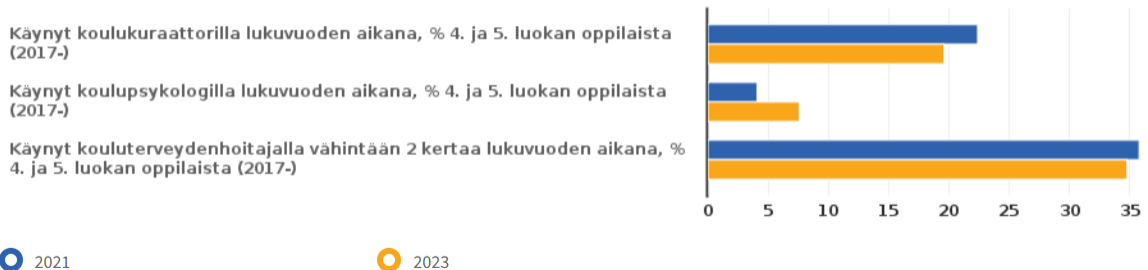 Käynyt koulukuraattorilla lukuvuoden aikana, % 4. ja 5. luokan oppilaista
(2017-)
Käynyt koulupsykologilla lukuvuoden aikana, % 4. ja 5. luokan oppilaista
(2017-)
Käynyt kouluterveydenhoitajalla vähintään 2 kertaa lukuvuoden aikana, %
4. ja 5. luokan oppilaista (2017-)
0 5 10 15 20 25 30 35
2021 2023